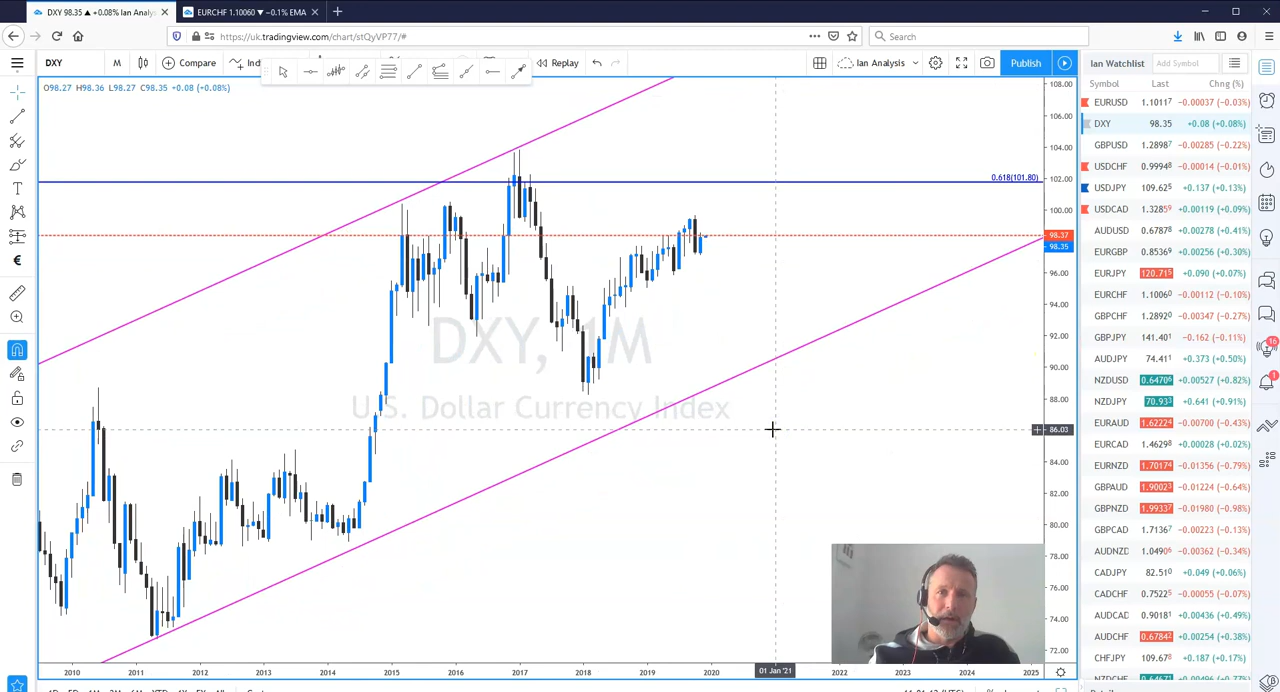 DXY 98.35 ▲ +0.08% Ian Analys
EURCHF 1.10060 ▼ −0.1% EMA
https://uk.tradingview.com/chart/stQyVP77/#
Search
DXY M Compare Ind Replay Ian Analysis Publish
O98.27 H98.36 L98.27 C98.35 +0.08 (+0.08%)
DXY, 1M
U.S. Dollar Currency Index
0.618(101.80)
108.00
106.00
104.00
102.00
100.00
98.37
98.35
96.00
94.00
92.00
90.00
88.00
86.03
84.00
82.00
80.00
78.00
76.00
74.00
72.00
2010 2011 2012 2013 2014 2015 2016 2017 2018 2019 2020 01 Jan '21 2022 2023 2024 2025
Ian Watchlist Add Symbol
Symbol Last Chng (%)
EURUSD 1.10117 −0.00037 (−0.03%)
DXY 98.35 +0.08 (+0.08%)
GBPUSD 1.28987 −0.00285 (−0.22%)
USDCHF 0.99948 −0.00014 (−0.01%)
USDJPY 109.625 +0.137 (+0.13%)
USDCAD 1.32859 +0.00119 (+0.09%)
AUDUSD 0.67878 +0.00278 (+0.41%)
EURGBP 0.85369 +0.00256 (+0.30%)
EURJPY 120.715 +0.090 (+0.07%)
EURCHF 1.10060 −0.00112 (−0.10%)
GBPCHF 1.28920 −0.00347 (−0.27%)
GBPJPY 141.401 −0.162 (−0.11%)
AUDJPY 74.411 +0.373 (+0.50%)
NZDUSD 0.64706 +0.00527 (+0.82%)
NZDJPY 70.933 +0.641 (+0.91%)
EURAUD 1.62224 −0.00700 (−0.43%)
EURCAD 1.46298 +0.00028 (+0.02%)
EURNZD 1.70174 −0.01356 (−0.79%)
GBPAUD 1.90023 −0.01224 (−0.64%)
GBPNZD 1.99337 −0.01980 (−0.98%)
GBPCAD 1.71367 −0.00223 (−0.13%)
AUDNZD 1.04906 −0.00362 (−0.34%)
CADJPY 82.510 +0.049 (+0.06%)
CADCHF 0.75225 −0.00055 (−0.07%)
AUDCAD 0.90181 +0.00436 (+0.49%)
AUDCHF 0.67842 +0.00254 (+0.38%)
CHFJPY 109.678 +0.187 (+0.17%)
16
1